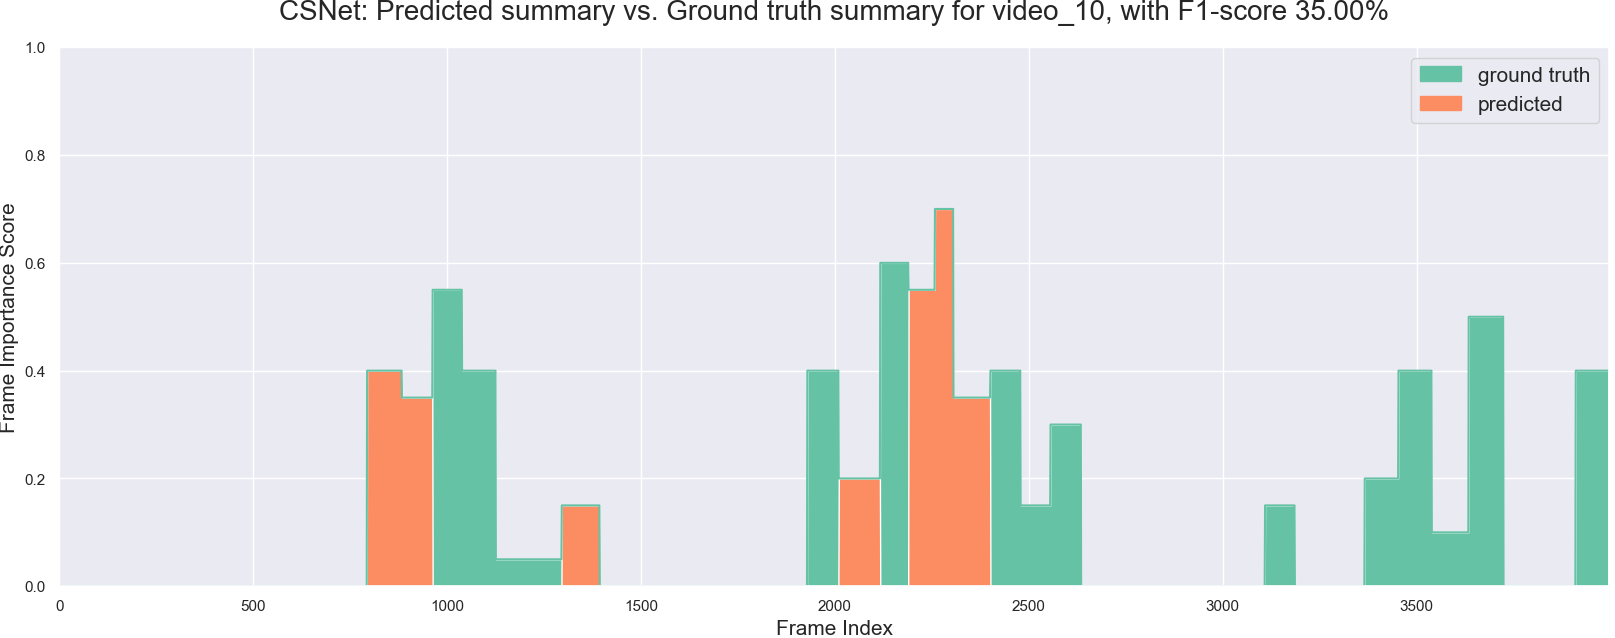 CSNet: Predicted summary vs. Ground truth summary for video_10, with F1-score 35.00%
1.0
0.8
0.6
0.4
0.2
0.0
Frame Importance Score
ground truth
predicted
0
500
1000
1500
2000
2500
3000
3500
Frame Index